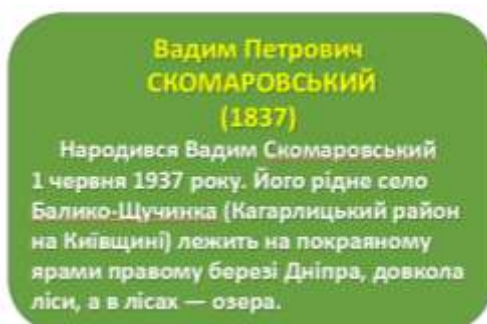 Вадим Петрович
СКОМАРОВСЬКИЙ
(1837)
Народився Вадим Скомаровський
1 червня 1937 року. Його рідне село
Балико-Щучинка (Кагарлицький район
на Київщині) лежить на покраяному
ярами правому березі Дніпра, довкола
ліси, а в лісах — озера.